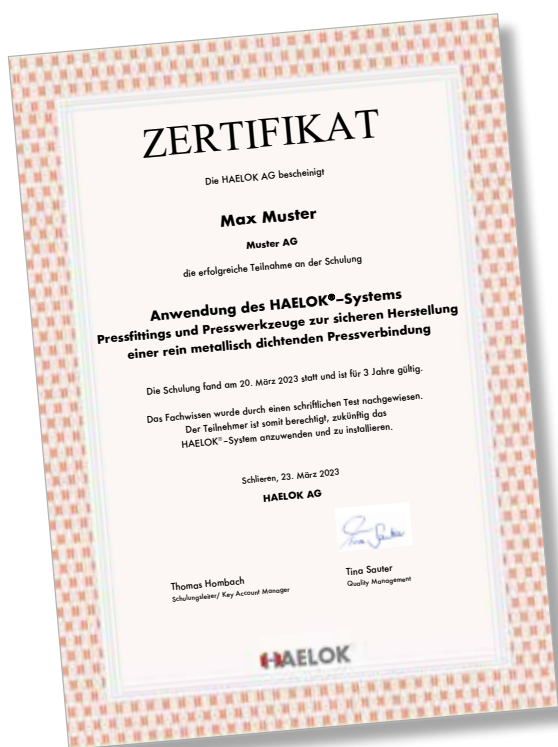 ZERTIFIKAT
Die HAELOK AG bescheinigt
Max Muster
Muster AG
die erfolgreiche Teilnahme an der Schulung
Anwendung des HAELOK®–Systems
Pressfittings und Presswerkzeuge zur sicheren Herstellung
einer rein metallisch dichtenden Pressverbindung
Die Schulung fand am 20. März 2023 statt und ist für 3 Jahre gültig.
Das Fachwissen wurde durch einen schriftlichen Test nachgewiesen.
Der Teilnehmer ist somit berechtigt, zukünftig das
HAELOK®–System anzuwenden und zu installieren.
Schlieren, 23. März 2023
HAELOK AG
Tina Sauter
Thomas Hombach
Schulungsleiter/ Key Account Manager
Tina Sauter
Quality Management
HAELOK